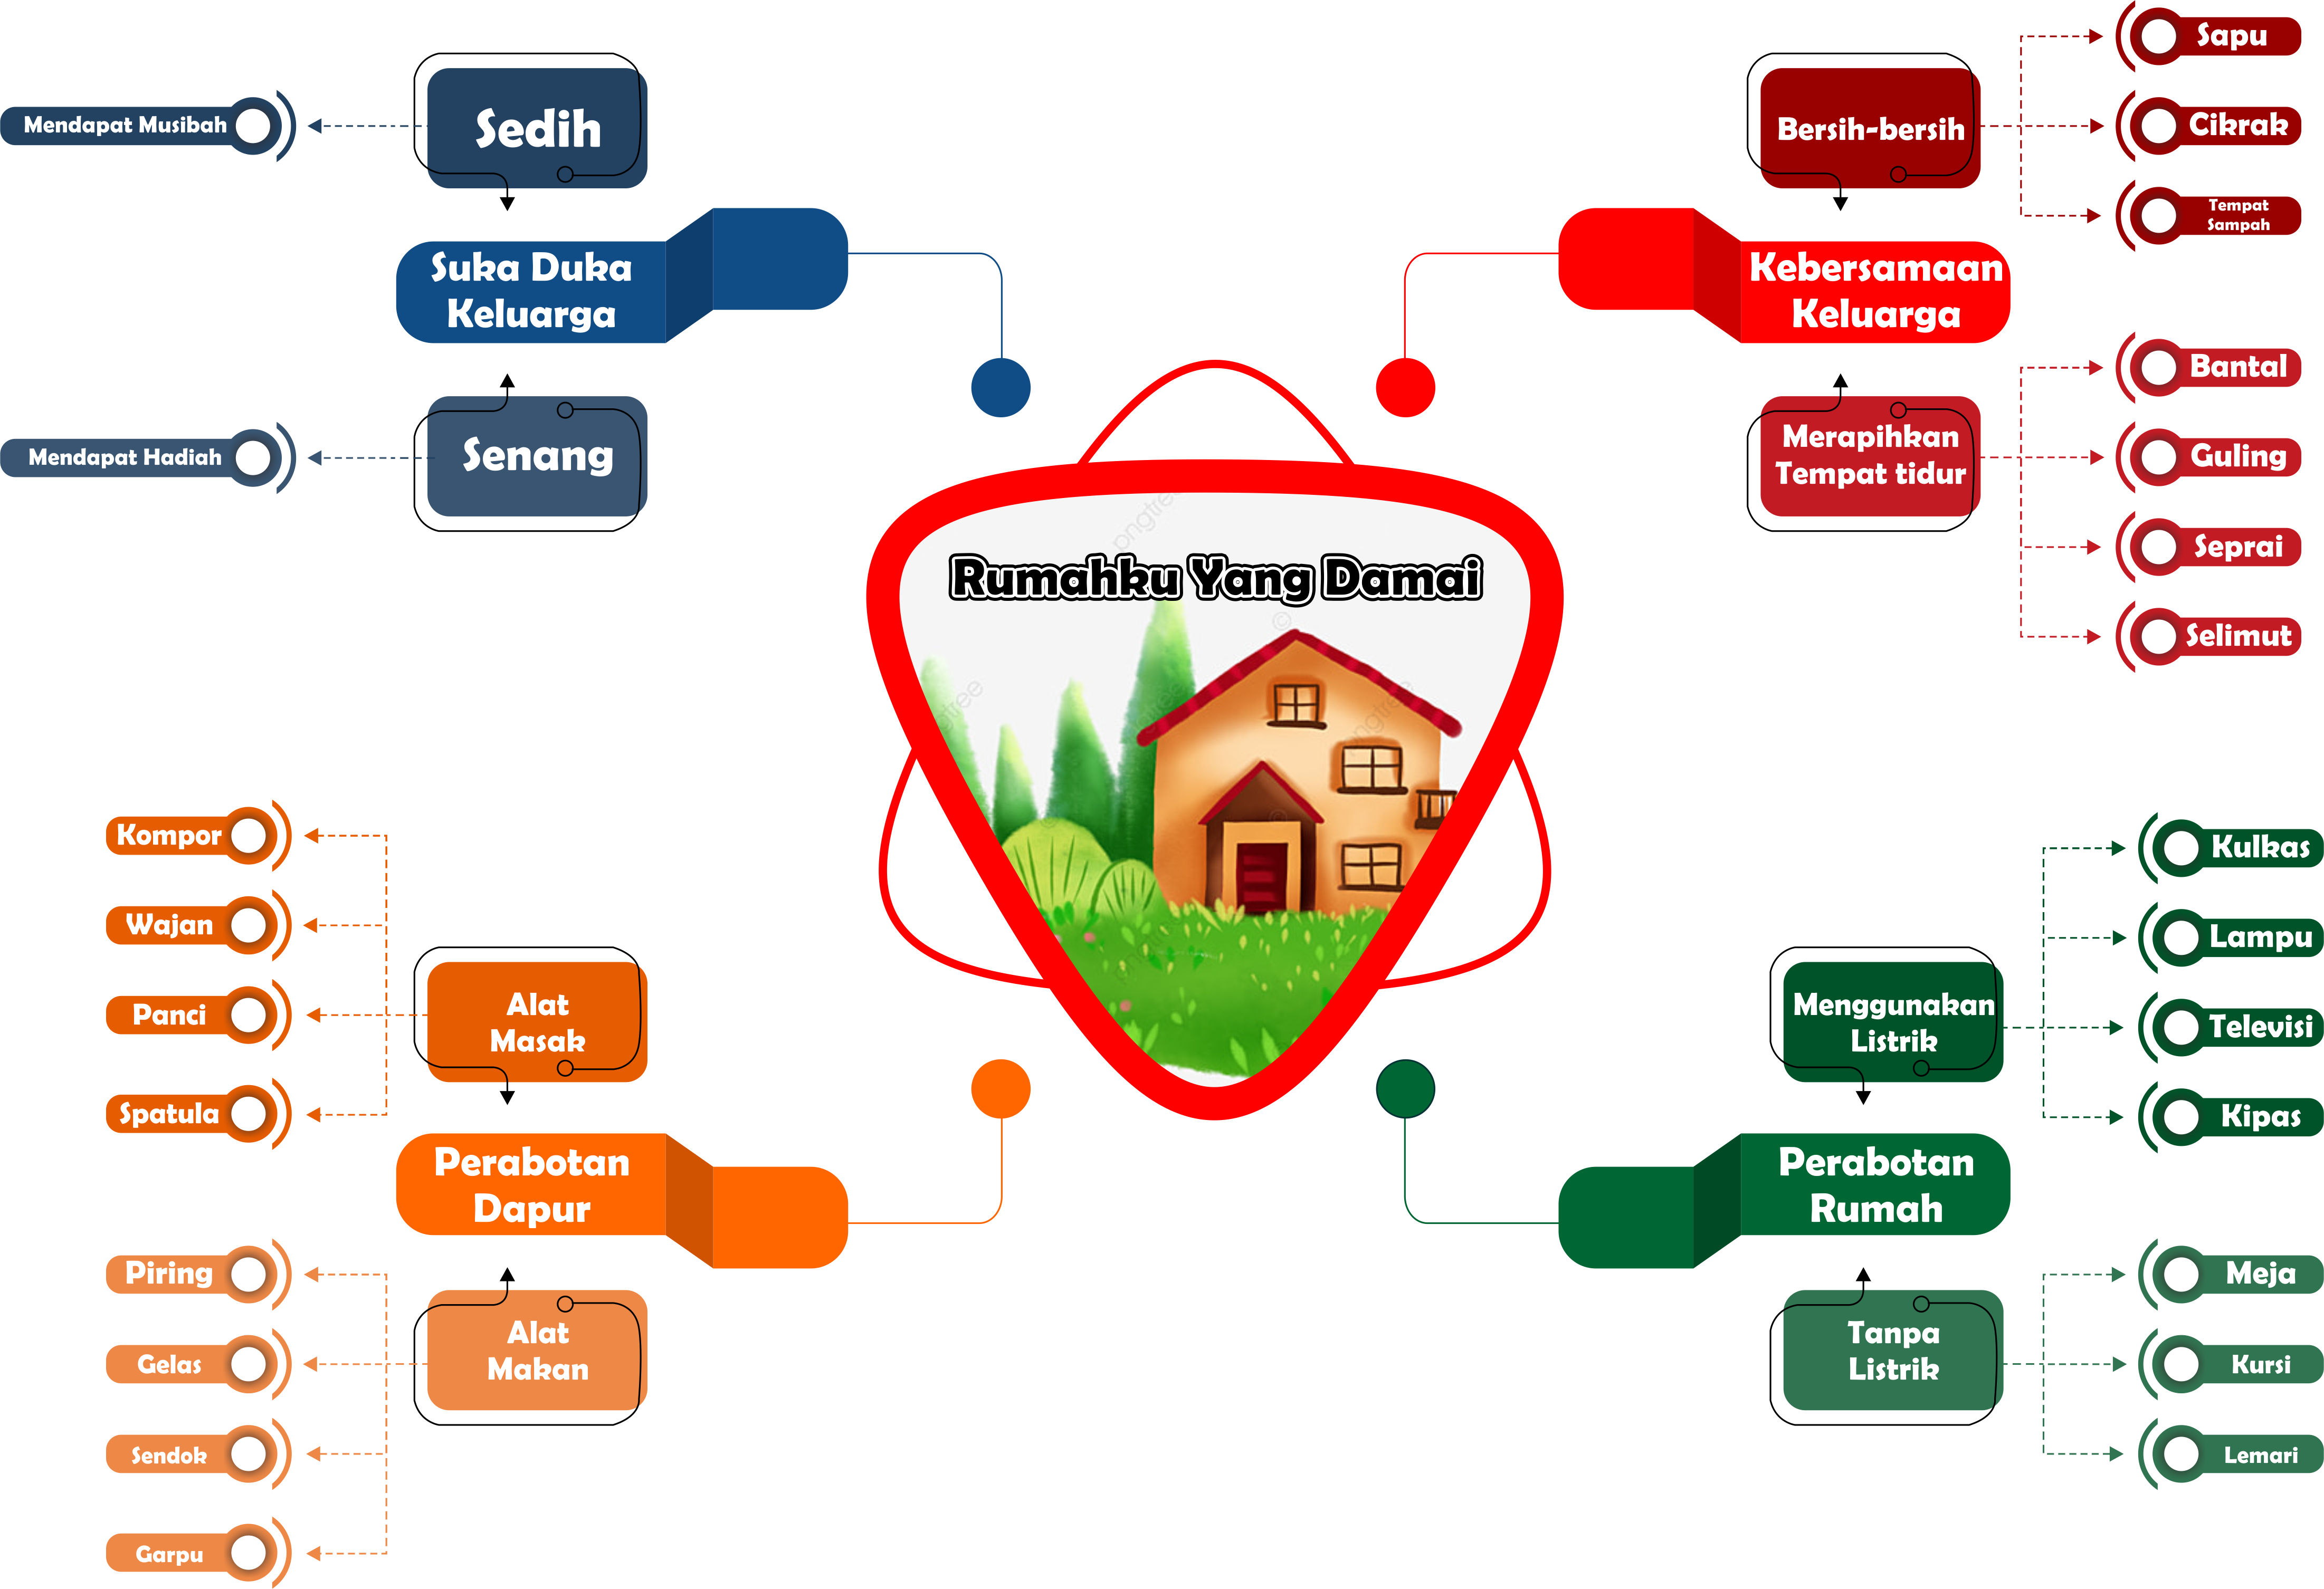 Rumahku Yang Damai
Sedih
Mendapat Musibah
Suka Duka
Keluarga
Senang
Mendapat Hadiah
Bersih-bersih
Sapu
Cikrak
Tempat
Sampah
Kebersamaan
Keluarga
Merapihkan
Tempat tidur
Bantal
Guling
Seprai
Selimut
Alat
Masak
Kompor
Wajan
Panci
Spatula
Perabotan
Dapur
Alat
Makan
Piring
Gelas
Sendok
Garpu
Menggunakan
Listrik
Kulkas
Lampu
Televisi
Kipas
Perabotan
Rumah
Tanpa
Listrik
Meja
Kursi
Lemari
pngtree